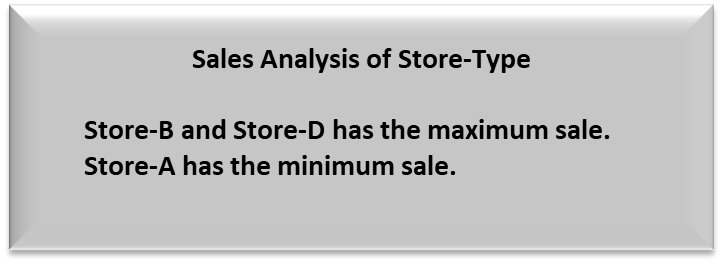 Sales Analysis of Store-Type
Store-B and Store-D has the maximum sale.
Store-A has the minimum sale.